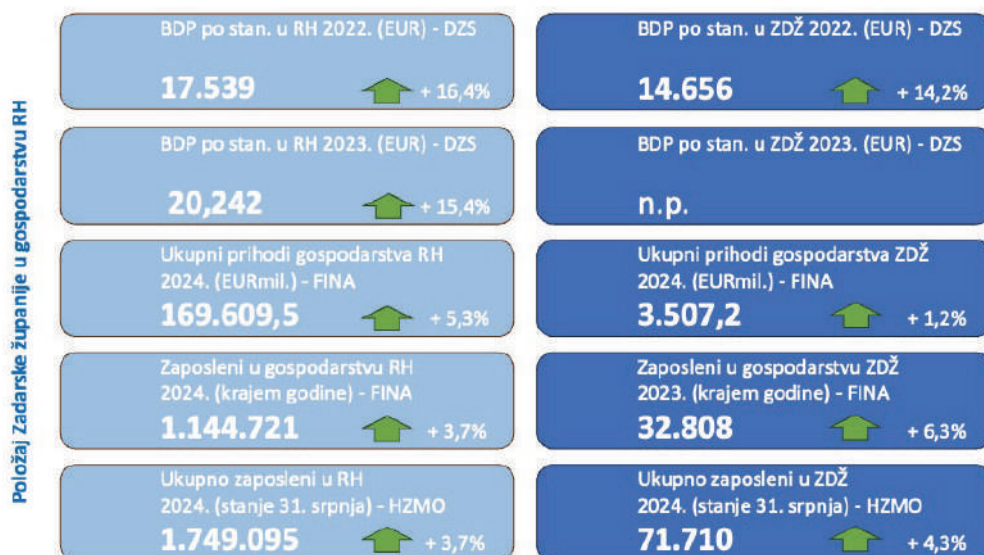 Položaj Zadarske županije u gospodarstvu RH
BDP po stan. u RH 2022. (EUR) - DZS
17.539 + 16,4%
BDP po stan. u ZDŽ 2022. (EUR) - DZS
14.656 + 14,2%
BDP po stan. u RH 2023. (EUR) - DZS
20,242 + 15,4%
BDP po stan. u ZDŽ 2023. (EUR) - DZS
n.p.
Ukupni prihodi gospodarstva RH
2024. (EURmil.) - FINA
169.609,5 + 5,3%
Ukupni prihodi gospodarstva ZDŽ
2024. (EURmil.) - FINA
3.507,2 + 1,2%
Zaposleni u gospodarstvu RH
2024. (krajem godine) - FINA
1.144.721 + 3,7%
Zaposleni u gospodarstvu ZDŽ
2023. (krajem godine) - FINA
32.808 + 6,3%
Ukupno zaposleni u RH
2024. (stanje 31. srpnja) - HZMO
1.749.095 + 3,7%
Ukupno zaposleni u ZDŽ
2024. (stanje 31. srpnja) - HZMO
71.710 + 4,3%